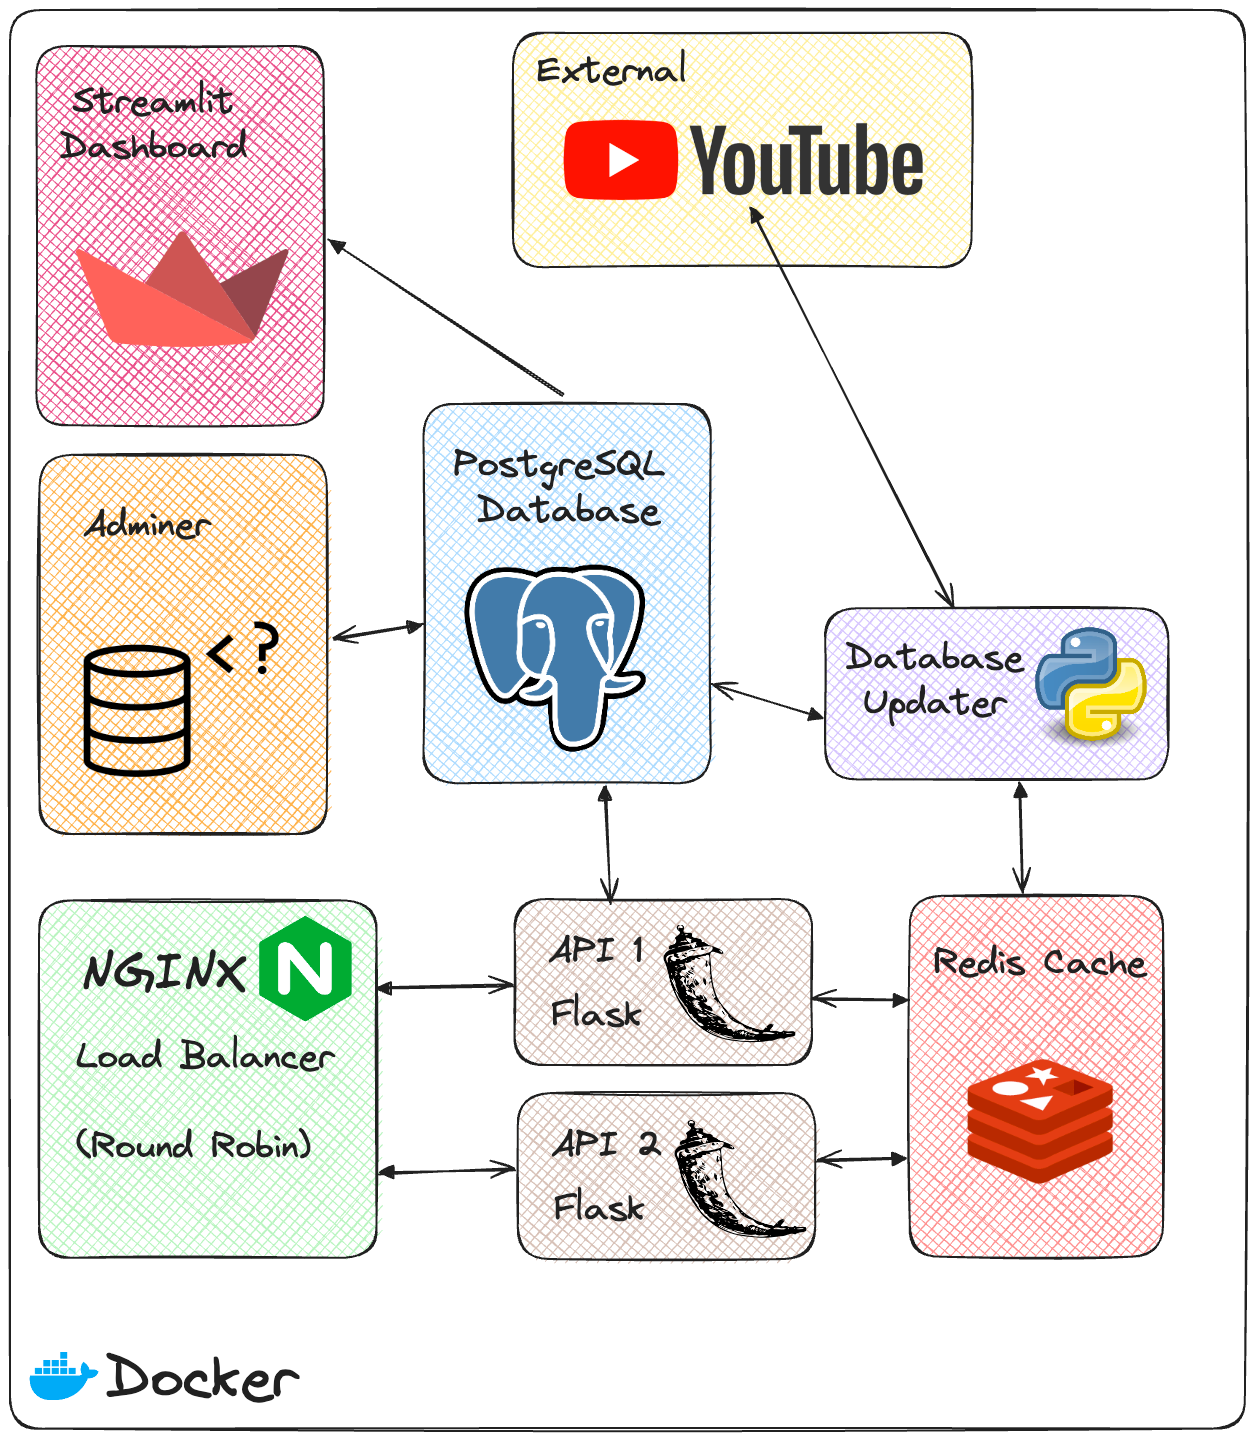 Streamlit
Dashboard
External
YouTube
PostgreSQL
Database
Adminer
<?
Database
Updater
NGINX
N
Load Balancer
(Round Robin)
API 1
Flask
API 2
Flask
Redis Cache
Docker